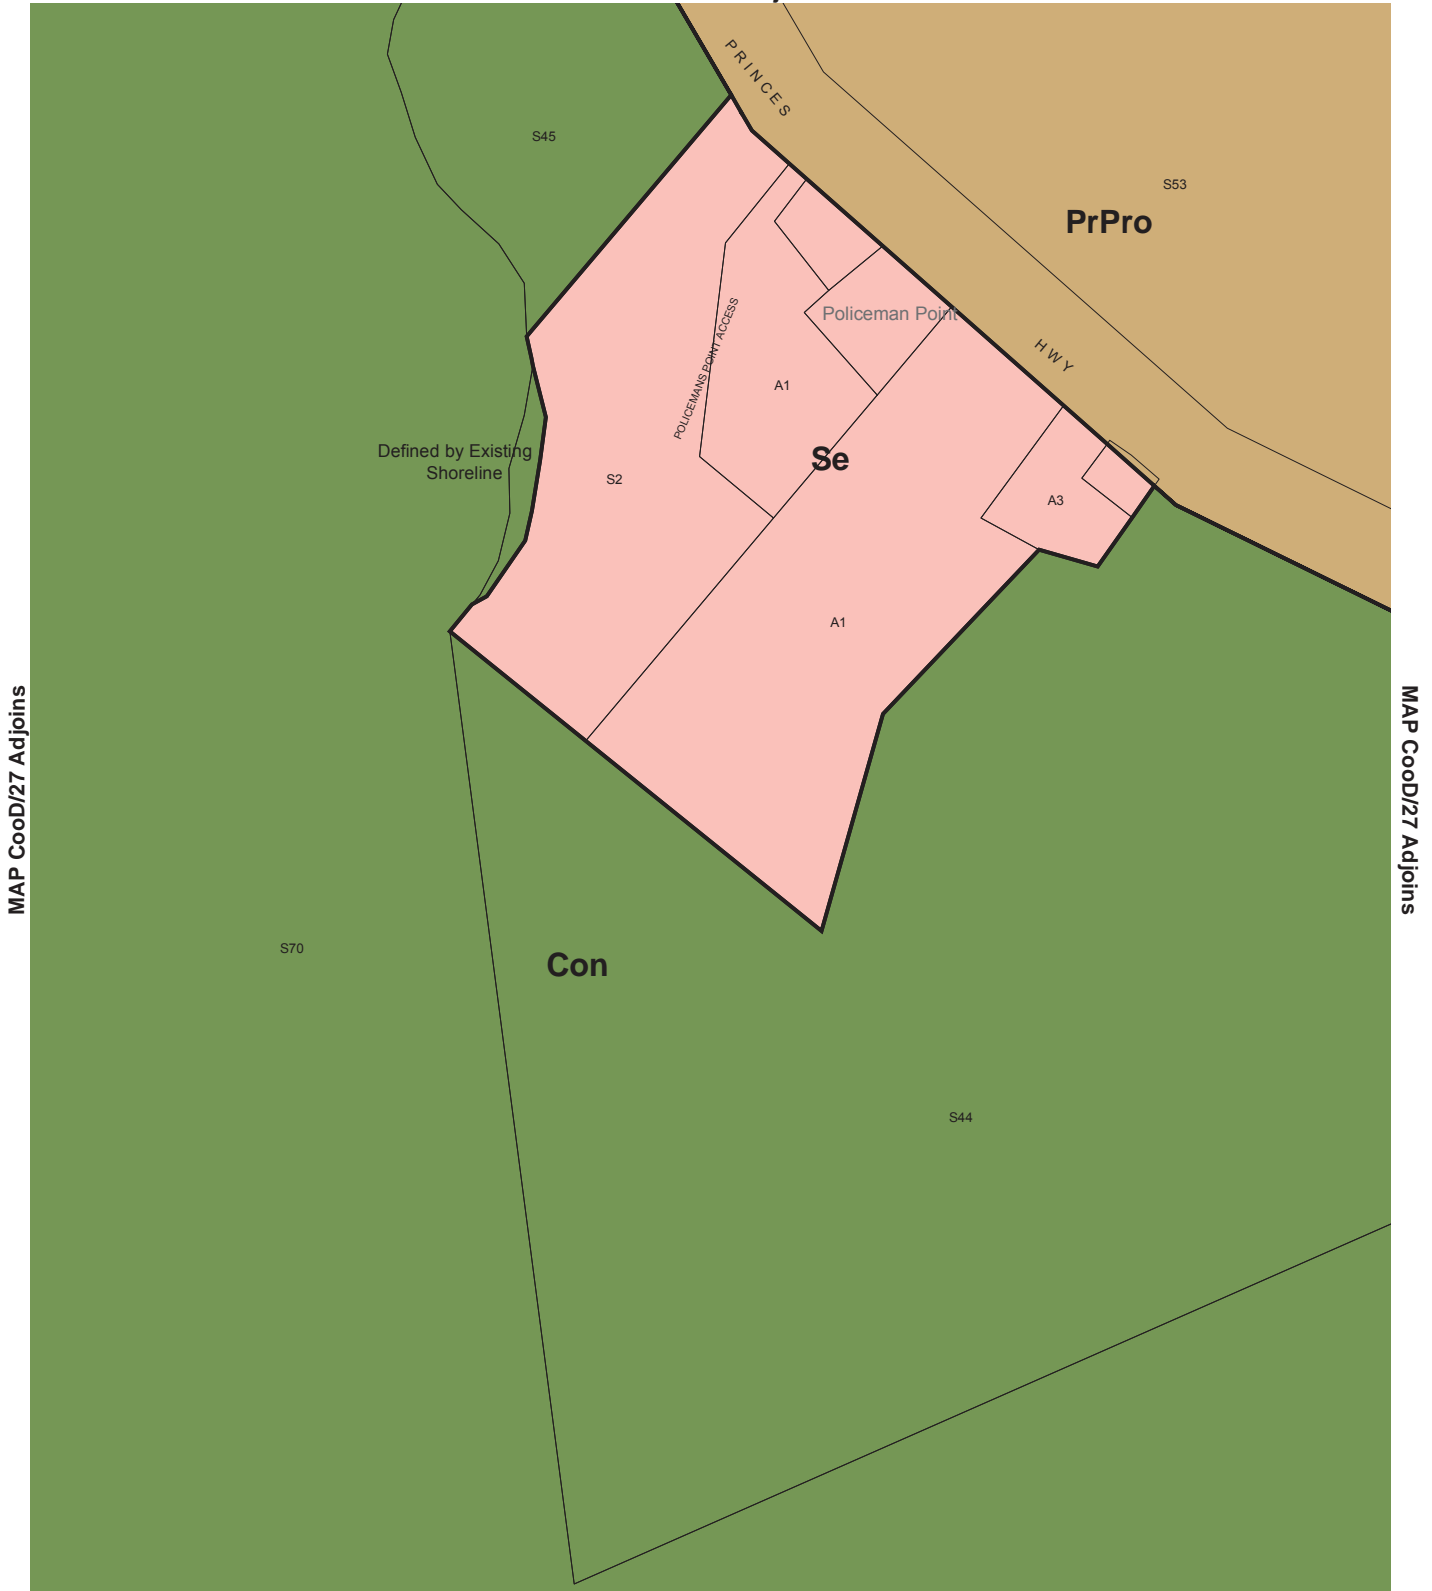 PRINCES
S45
S53
PrPro
Policeman Point
HWY
POLICEMANS POINT ACCESS
A1
Defined by Existing
Shoreline
Se
S2
A3
A1
MAP CooD/27 Adjoins
MAP CooD/27 Adjoins
S70
Con
S44